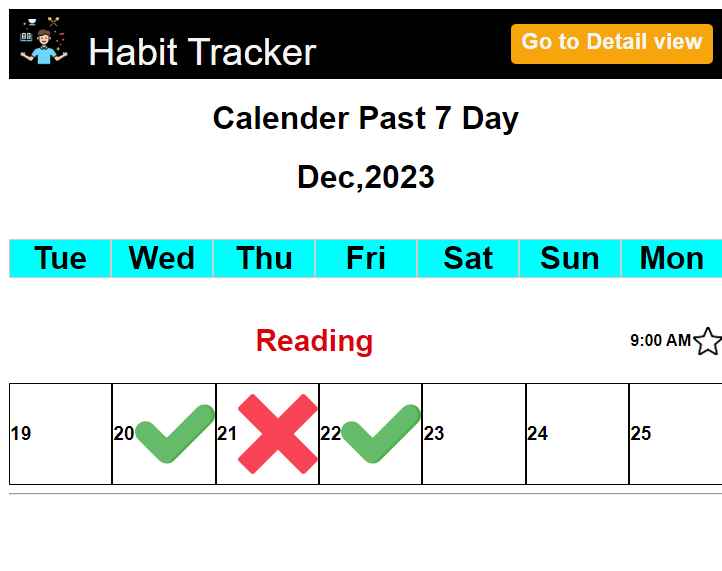 Habit Tracker Go to Detail view
Calender Past 7 Day
Dec,2023
Tue Wed Thu Fri Sat Sun Mon
Reading 9:00 AM
19 20 21 22 23 24 25